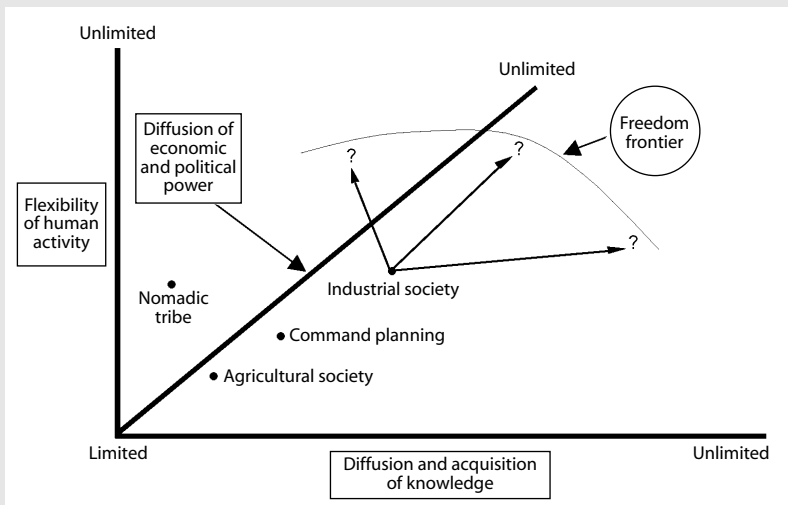 Unlimited
Unlimited
Diffusion of
economic
and political
power
Freedom
frontier
?
?
?
Flexibility
of human
activity
Industrial society
Nomadic
tribe
Command planning
Agricultural society
Limited
Unlimited
Diffusion and acquisition
of knowledge